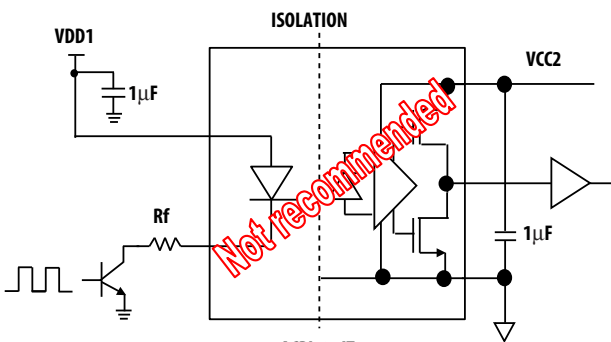 ISOLATION
VDD1
VCC2
1μF
Not recommended
Rf
1μF